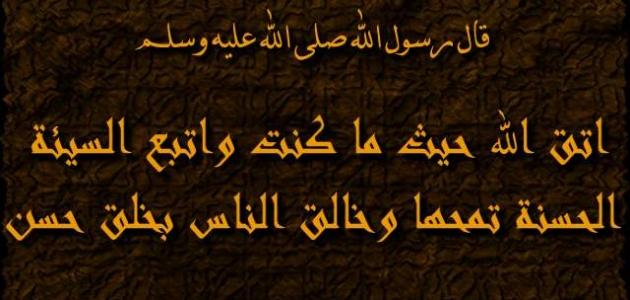 قال رسول الله صلى الله عليه وسلم
اتق الله حيث ما كنت واتبع السيئة
الحسنة تمحها وخالق الناس بخلق حسن